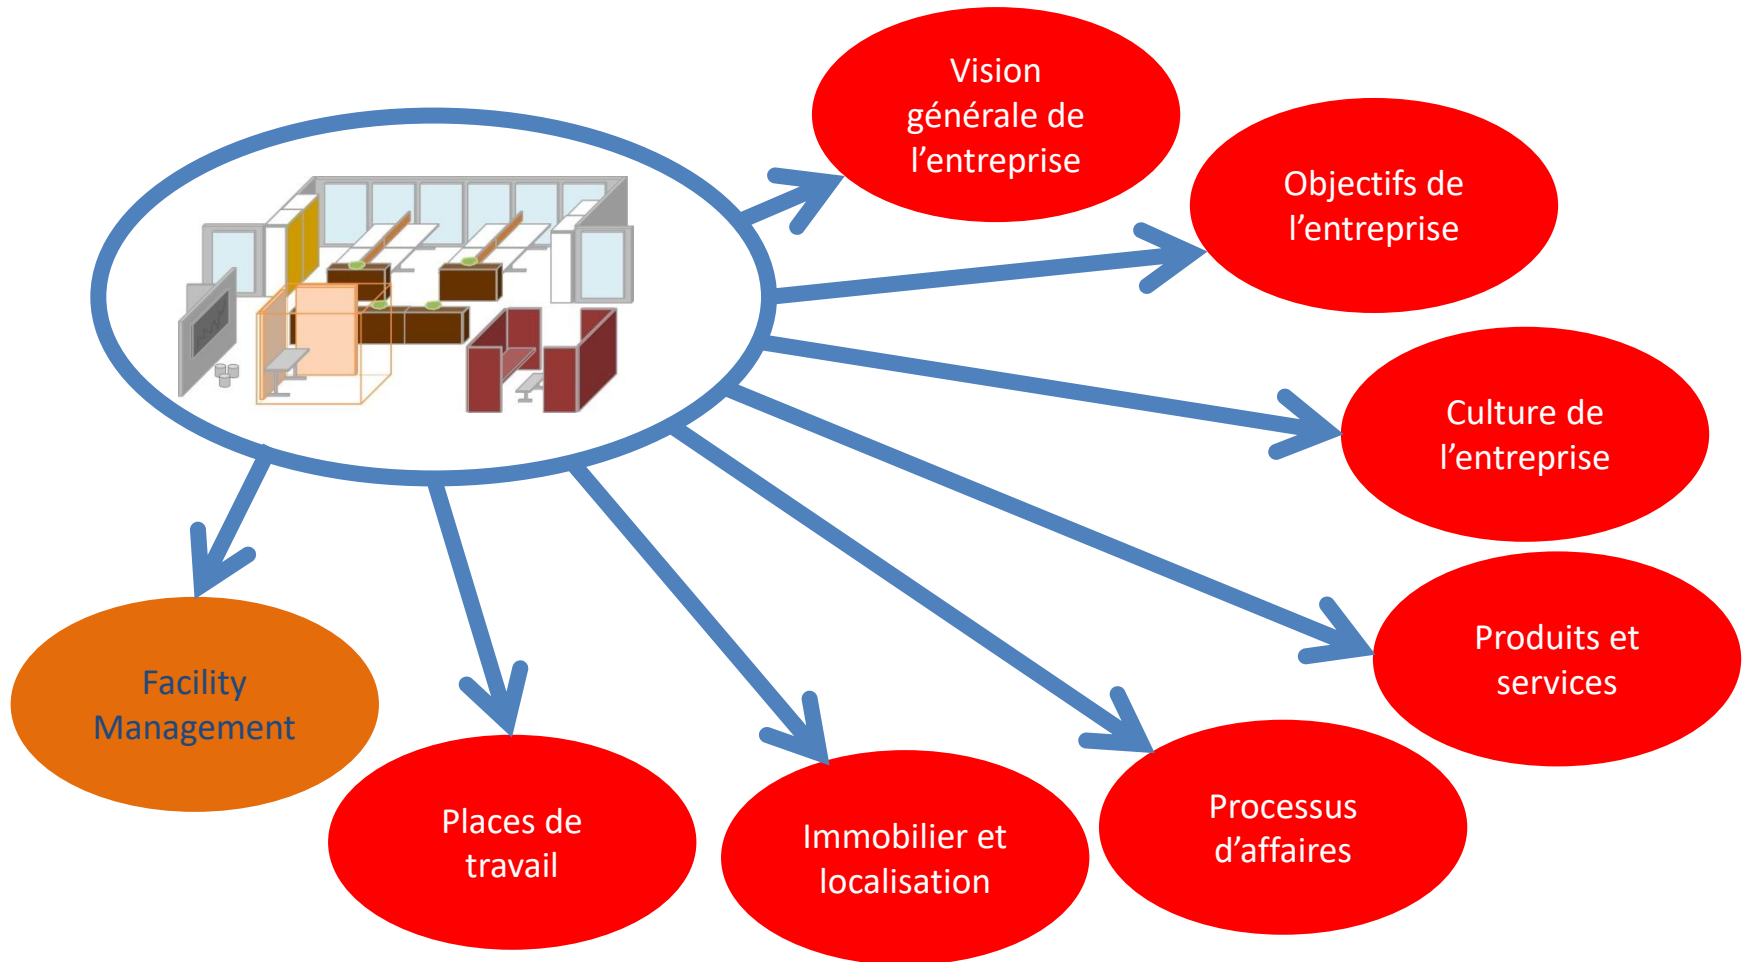 Vision
générale de
l’entreprise
Objectifs de
l’entreprise
Culture de
l’entreprise
Produits et
services
Processus
d’affaires
Immobilier et
localisation
Places de
travail
Facility
Management